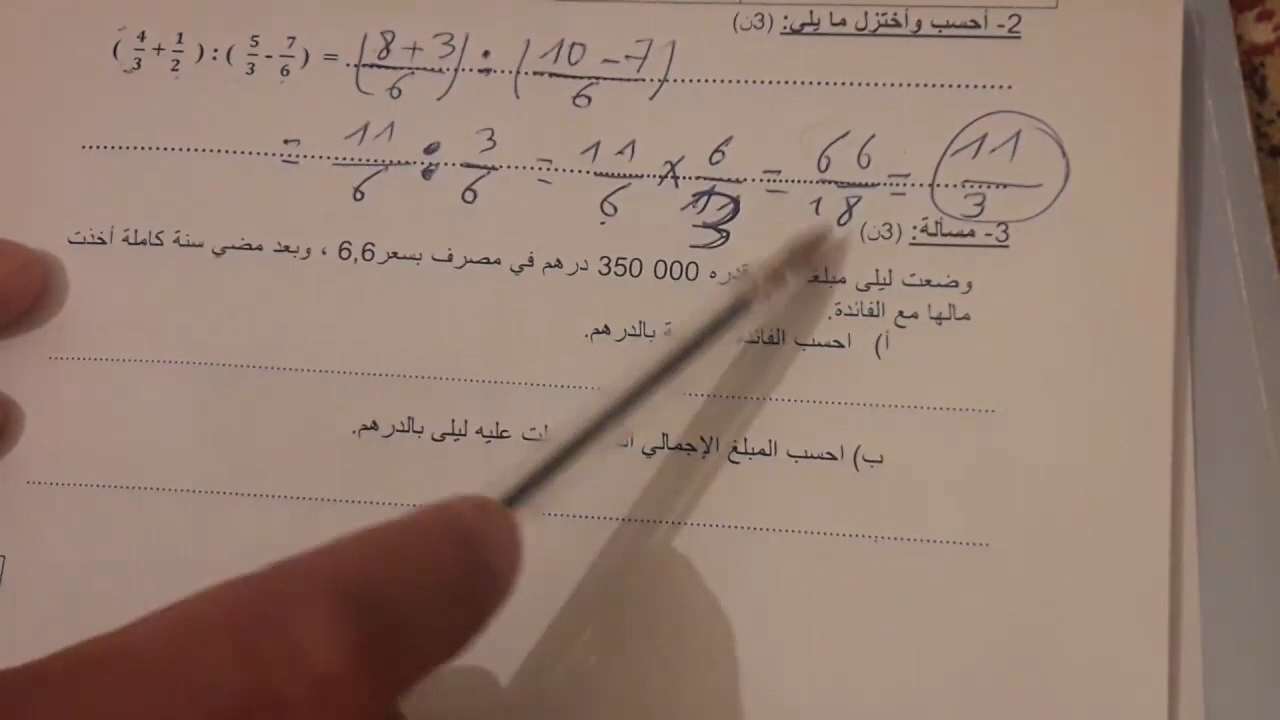 2- أحسب وأختزل ما يلي: (3ن)
( 4/3 + 1/2 ) : ( 5/3 - 7/6 ) = (8+3)/6 : (10-7)/6
= 11/6 : 3/6 = 11/6 × 6/3 = 66/18 = 11/3
3- مسألة: (3ن)
وضعت ليلى قدره 350 000 درهم في مصرف بسعر 6,6 ، وبعد مضي سنة كاملة أخذت
مالها مع الفائدة.
أ) احسب بالدرهم.
ب) احسب المبلغ الإجمالي عليه ليلى بالدرهم.